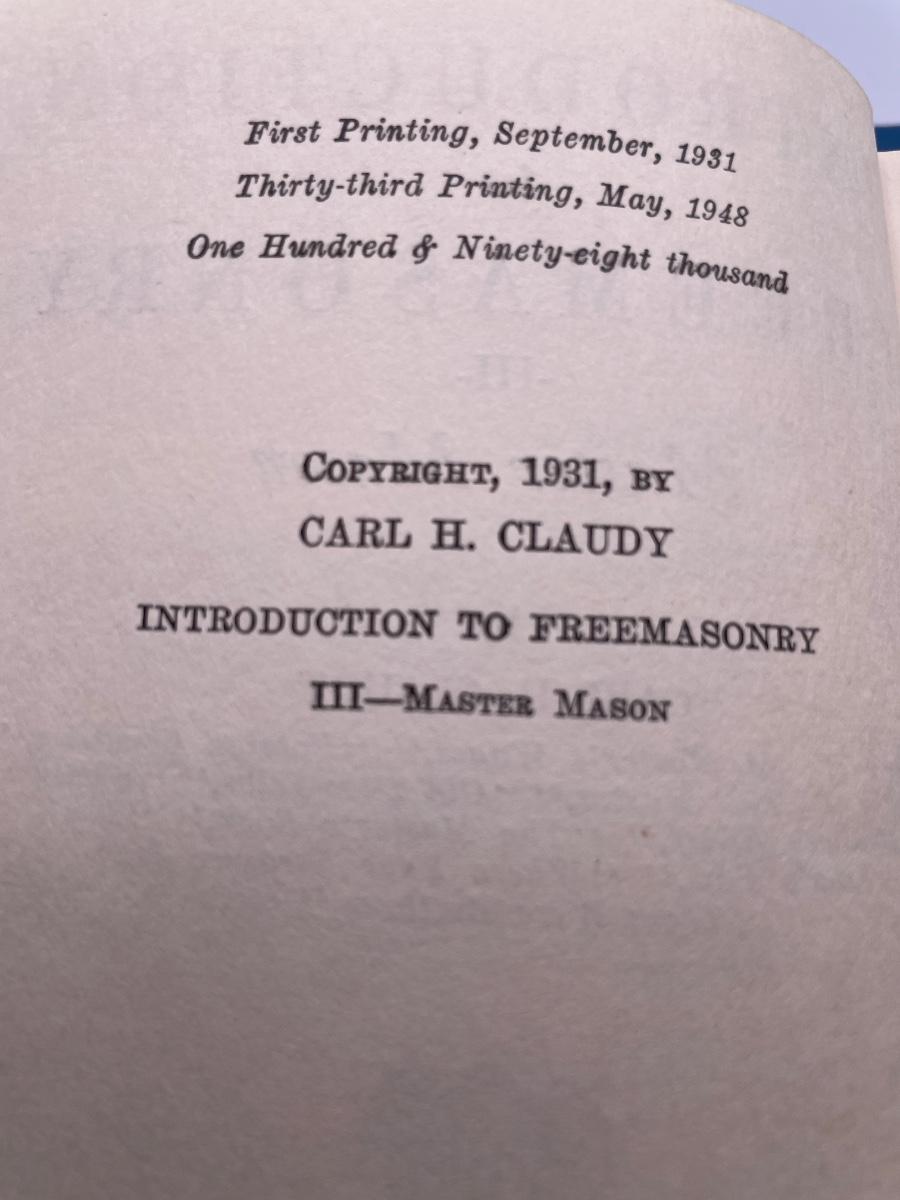 First Printing, September, 1931
Thirty-third Printing, May, 1948
One Hundred & Ninety-eight thousand
COPYRIGHT, 1931, BY
CARL H. CLAUDY
INTRODUCTION TO FREEMASONRY
III—MASTER MASON